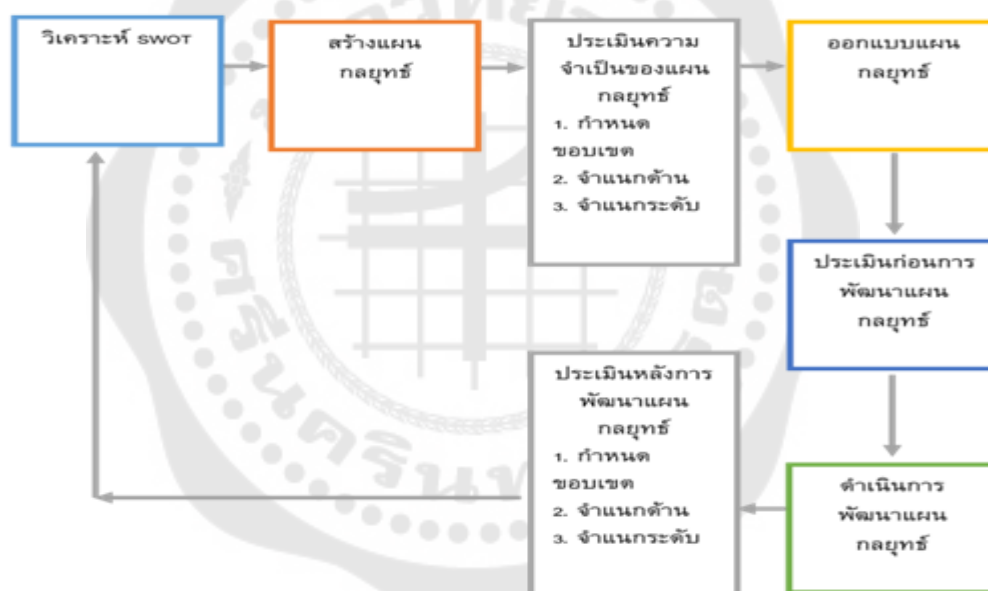 วิเคราะห์ SWOT
สร้างแผน
กลยุทธ์
ประเมินความ
จำเป็นของแผน
กลยุทธ์
1. กำหนด
ขอบเขต
2. จำแนกด้าน
3. จำแนกระดับ
ออกแบบแผน
กลยุทธ์
ประเมินก่อนการ
พัฒนาแผน
กลยุทธ์
ดำเนินการ
พัฒนาแผน
กลยุทธ์
ประเมินหลังการ
พัฒนาแผน
กลยุทธ์
1. กำหนด
ขอบเขต
2. จำแนกด้าน
3. จำแนกระดับ